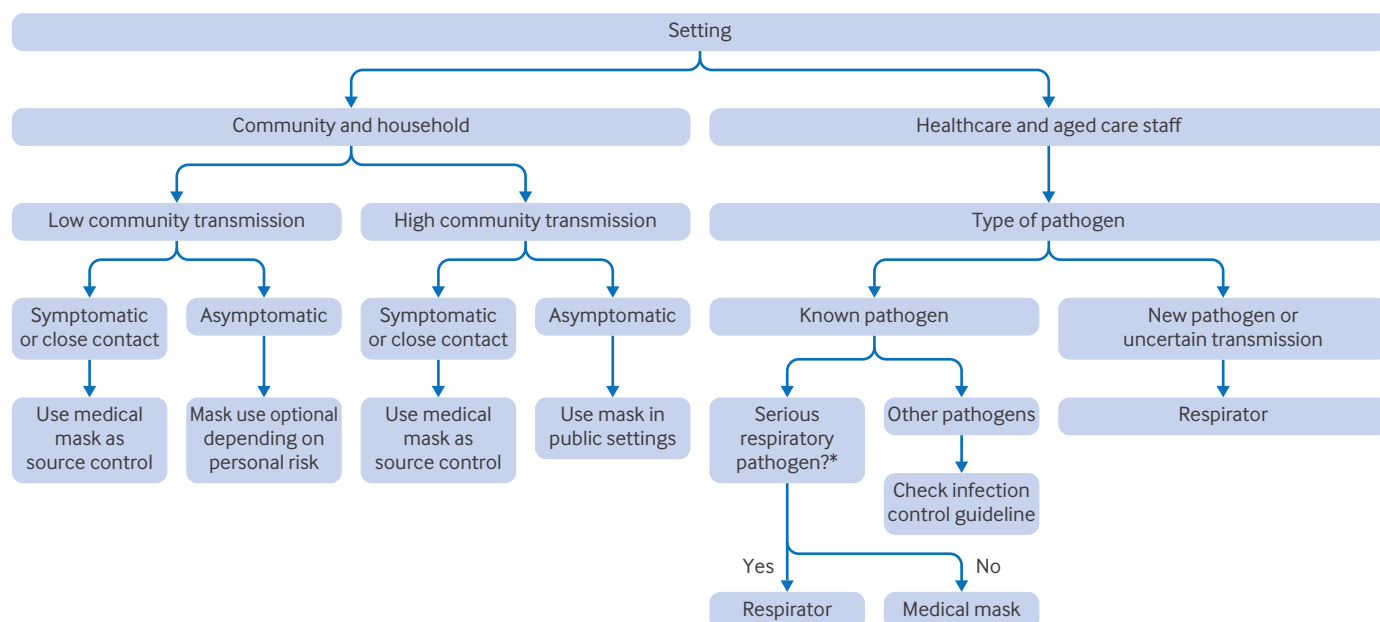 Setting
Community and household
Healthcare and aged care staff
Low community transmission
High community transmission
Type of pathogen
Symptomatic
or close contact
Asymptomatic
Symptomatic
or close contact
Asymptomatic
Known pathogen
New pathogen or
uncertain transmission
Use medical
mask as
source control
Mask use optional
depending on
personal risk
Use medical
mask as
source control
Use mask in
public settings
Serious
respiratory
pathogen?*
Other pathogens
Respirator
Check infection
control guideline
Yes
No
Respirator
Medical mask